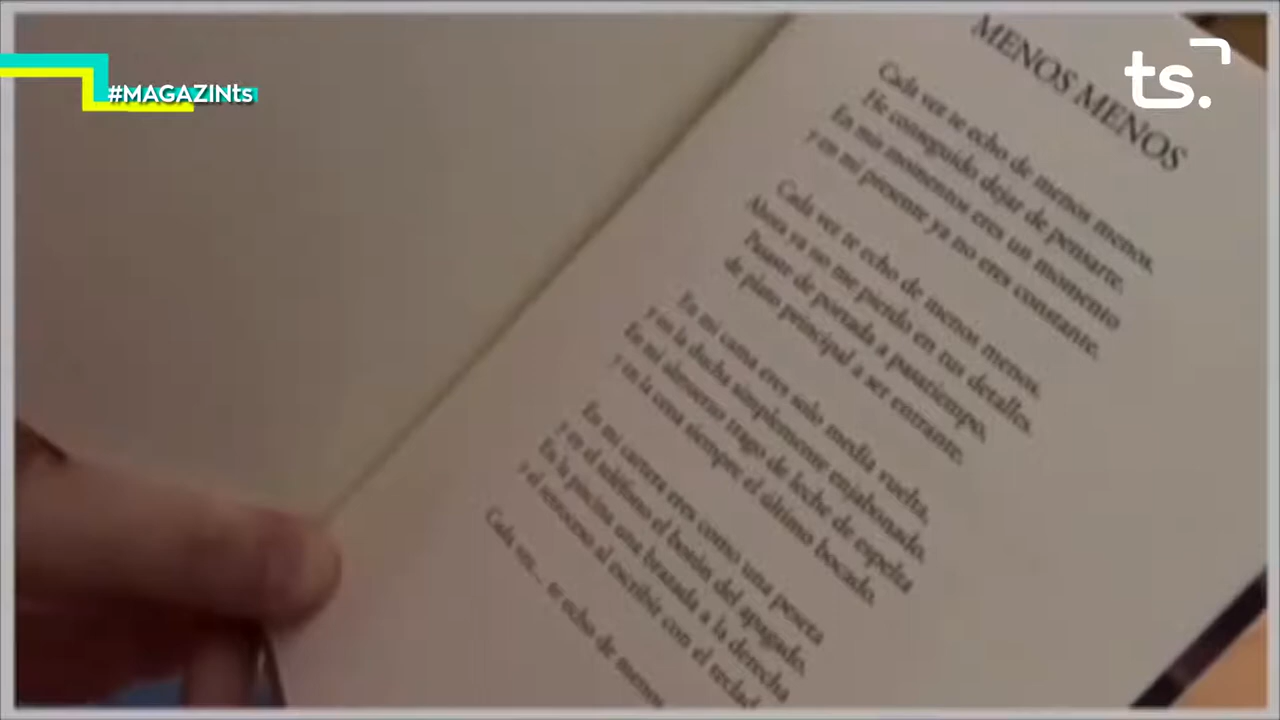 #MAGAZINts
ts.
MENOS MENOS
Cada vez te echo de menos menos.
He conseguido dejar de pensarte.
En mis momentos eres un momento
y en mi presente ya no eres constante.
Cada vez te echo de menos menos.
Ahora ya no me pierdo en tus detalles.
Pasaste de portada a pasatiempo,
de plato principal a ser entrante.
En mi cama eres solo media vuelta,
y en la ducha simplemente enjabonado.
En mi almuerzo trago de leche de espelta
y en la cena siempre el último bocado.
En mi cartera eres como una peseta
y en el teléfono el botón del apagado.
En la piscina una brazada a la derecha
y el retroceso al escribir con el teclad
Cada vez... te echo de menos